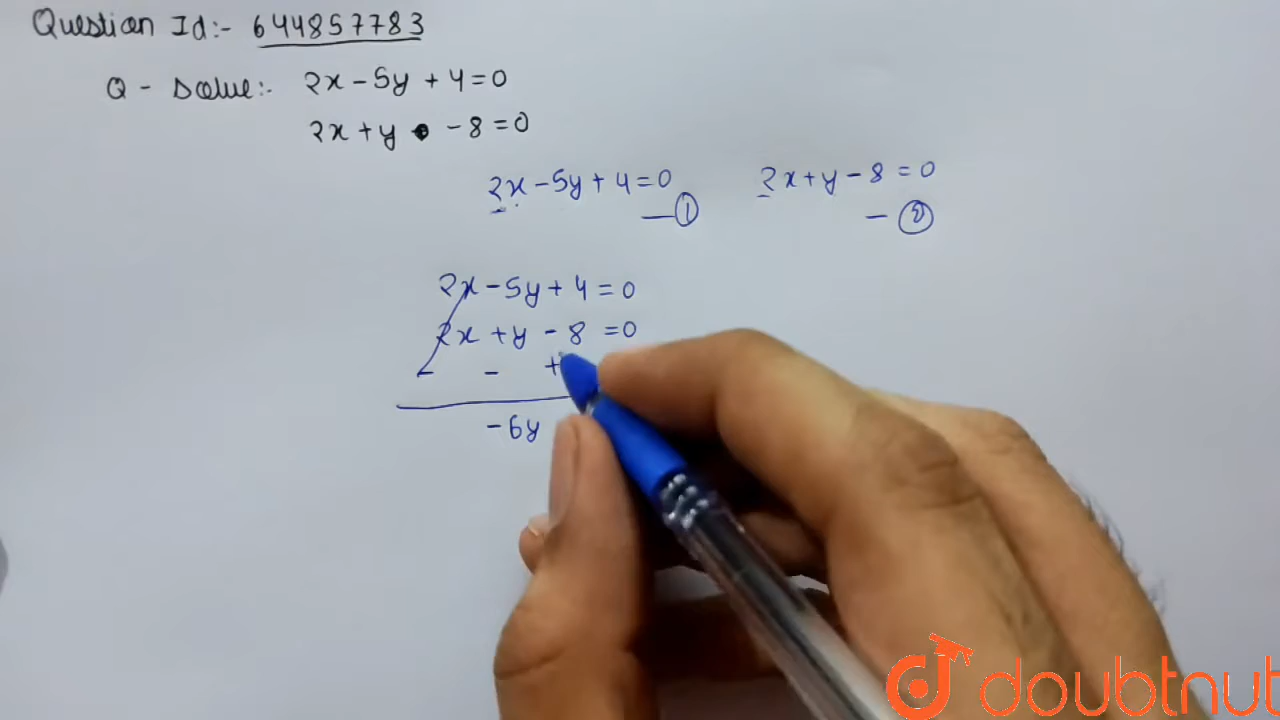 Question Id:- 644857783
Q - Solve:- 2x - 5y + 4 = 0
2x + y - 8 = 0
2x - 5y + 4 = 0 2x + y - 8 = 0
— ① — ②
2x - 5y + 4 = 0
2x + y - 8 = 0
- - +
- 6y
doubtnut